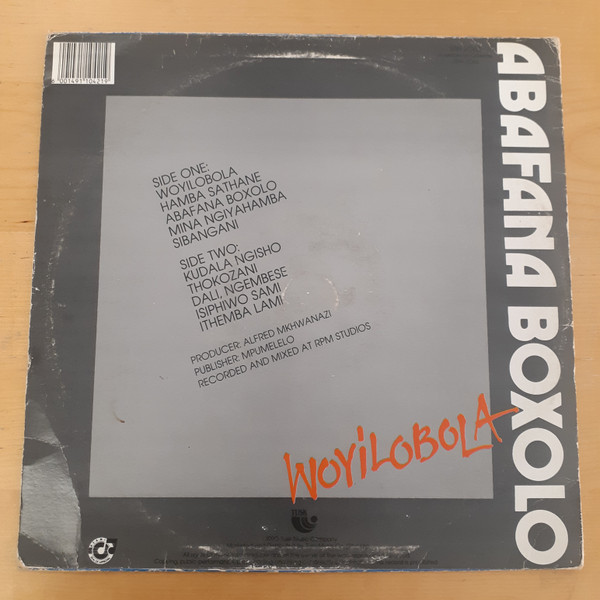 ABAFANA BOXOLO
SIDE ONE:
WOYILOBOLA
HAMBA SATHANE
ABAFANA BOXOLO
MINA NGIYAHAMBA
SIBANGANI
SIDE TWO:
KUDALA NGISHO
THOKOZANI
DALI, NGEMBESE
ISIPHIWO SAMI
ITHEMBA LAMI
PRODUCER: ALFRED MKHWANAZI
PUBLISHER: MPUMELELO
RECORDED AND MIXED AT RPM STUDIOS
WOYiLOBOLA